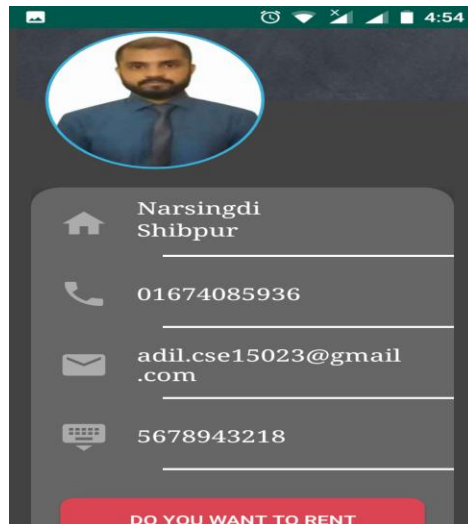 4:54
Narsingdi
Shibpur
01674085936
adil.cse15023@gmail
.com
5678943218
DO YOU WANT TO RENT